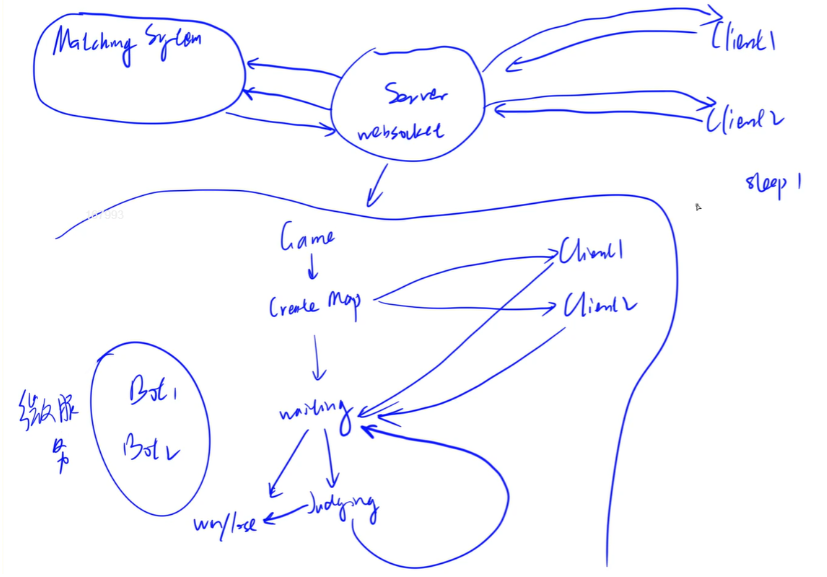 Matching System
Server
websocket
Client1
Client2
sleep 1
Game
Create Map
Client1
Client2
waiting
Judging
win/lose
微服
务
Bot1
Bot2